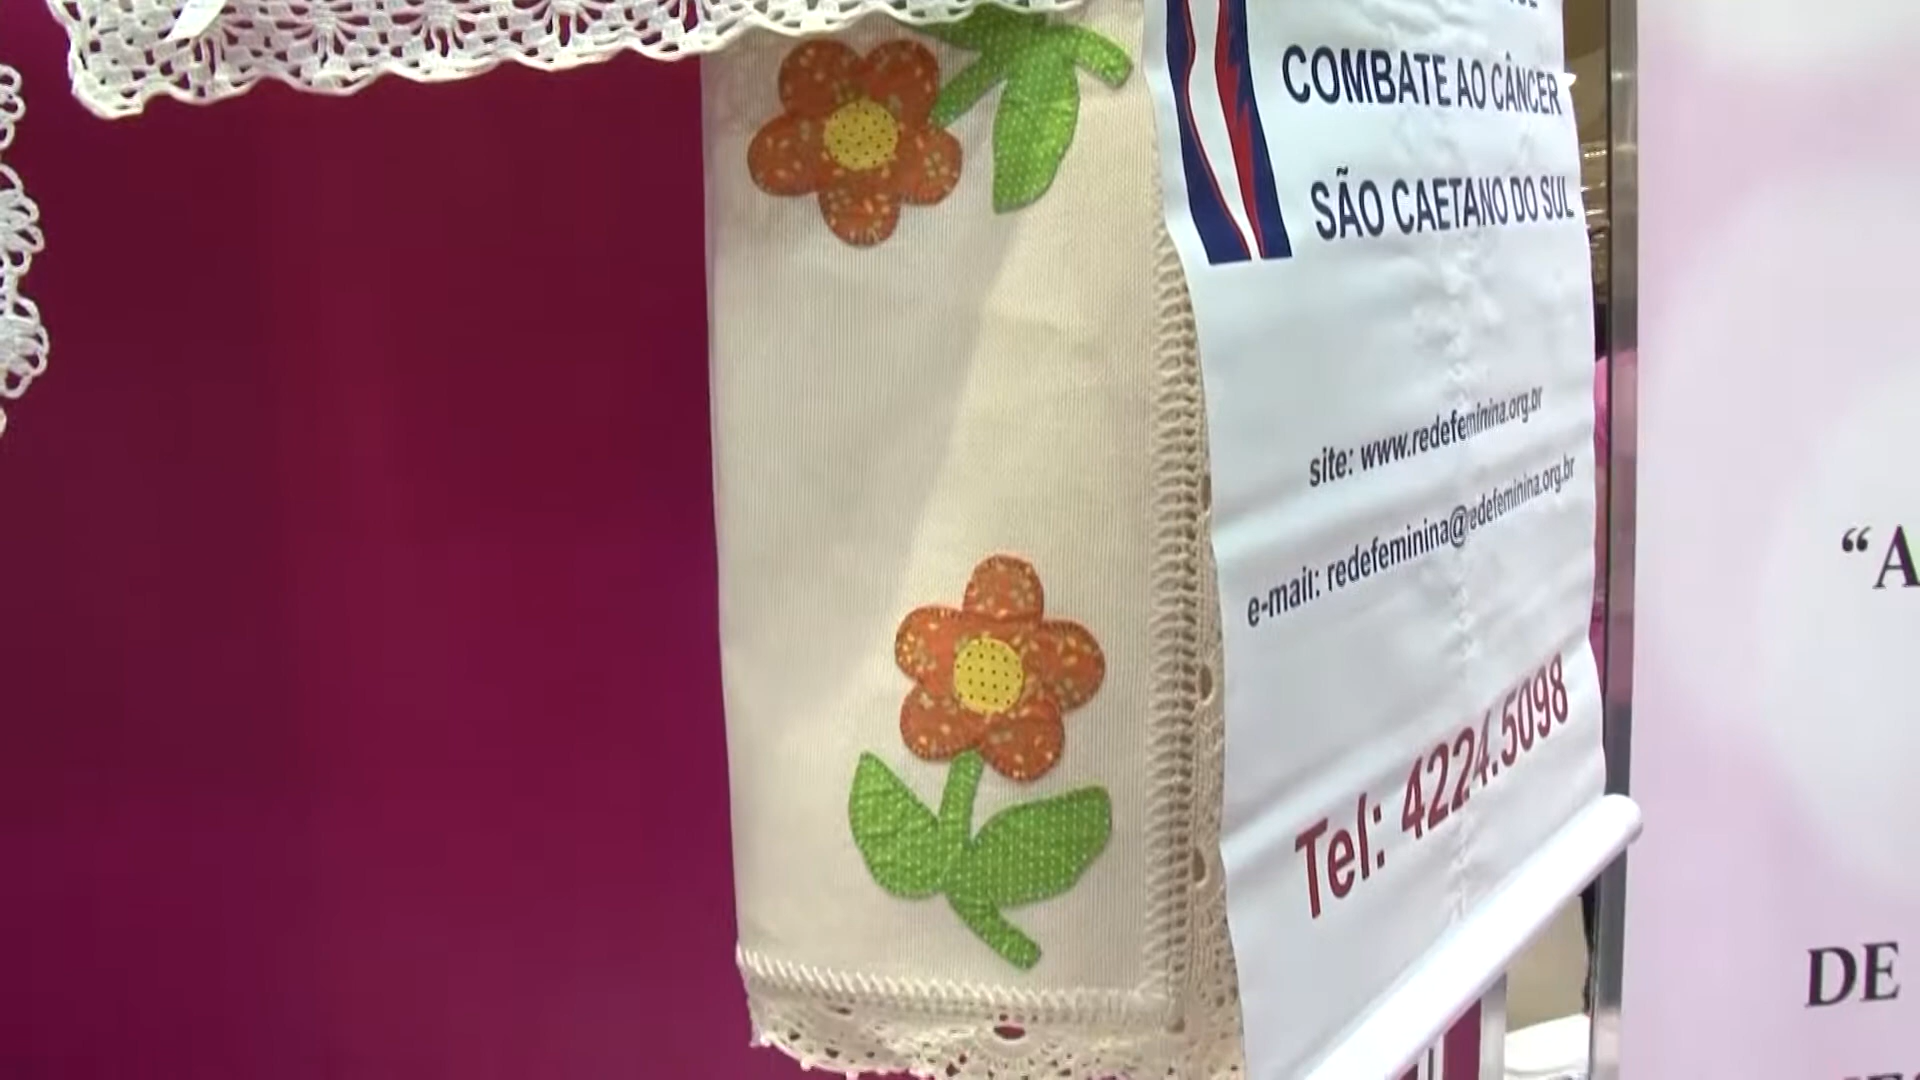 COMBATE AO CÂNCER
SÃO CAETANO DO SUL
site: www.redefeminina.org.br
e-mail: redefeminina@edefeminina.org.br
Tel: 4224.5098
“A
DE